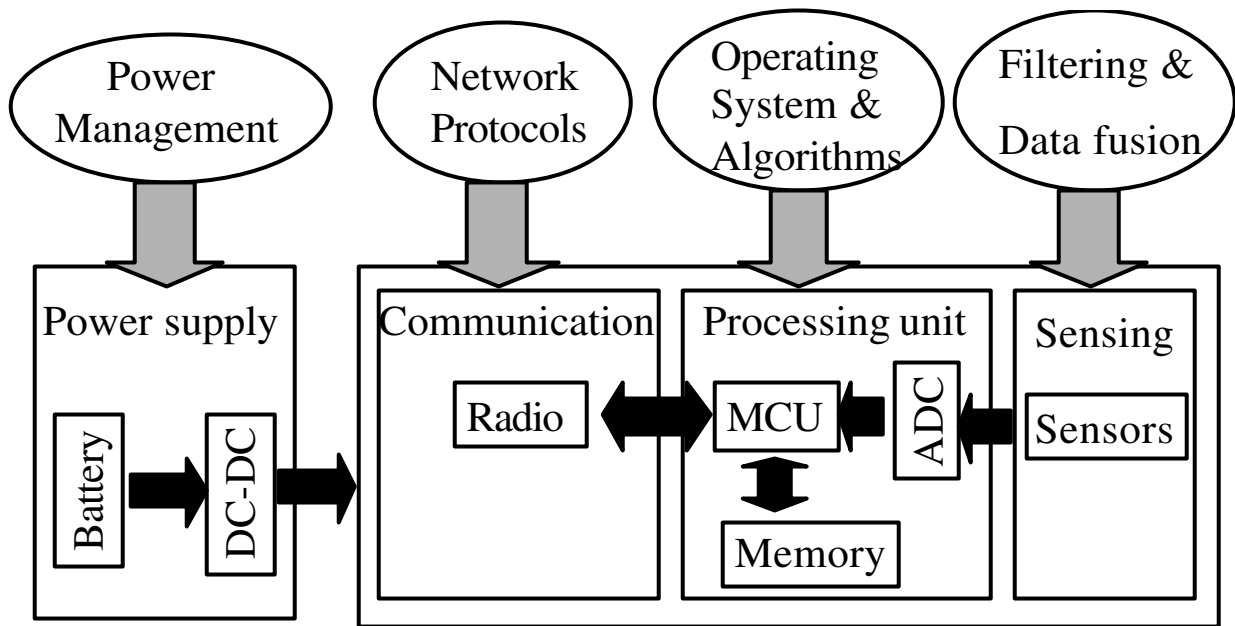 Power
Management
Network
Protocols
Operating
System &
Algorithms
Filtering &
Data fusion
Power supply
Communication
Processing unit
Sensing
Battery
DC-DC
Radio
MCU
ADC
Sensors
Memory